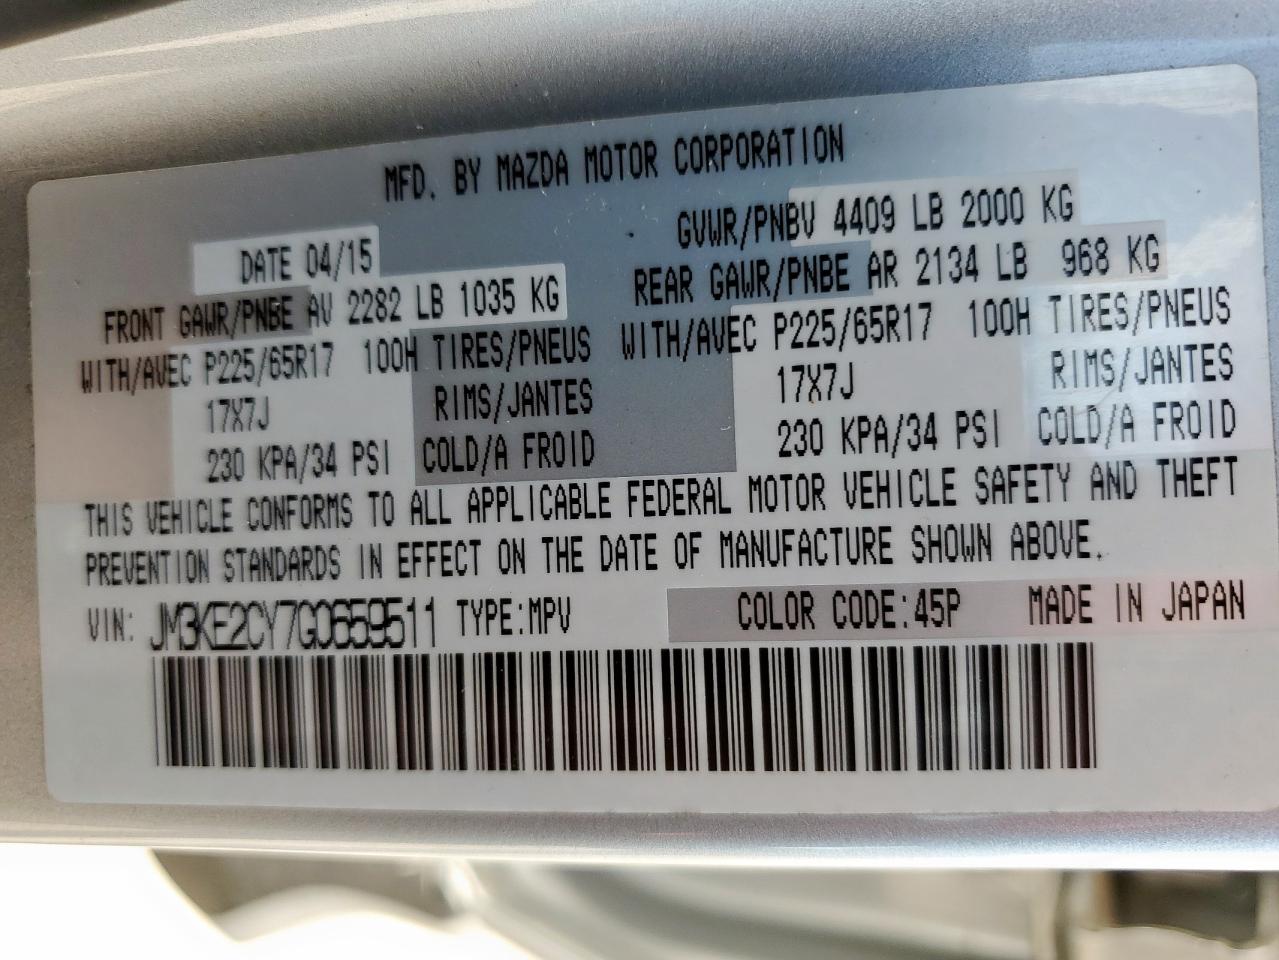 MFD. BY MAZDA MOTOR CORPORATION
DATE 04/15 GVWR/PNBV 4409 LB 2000 KG
FRONT GAWR/PNBE AV 2282 LB 1035 KG REAR GAWR/PNBE AR 2134 LB 968 KG
WITH/AVEC P225/65R17 100H TIRES/PNEUS WITH/AVEC P225/65R17 100H TIRES/PNEUS
17X7J RIMS/JANTES 17X7J RIMS/JANTES
230 KPA/34 PSI COLD/A FROID 230 KPA/34 PSI COLD/A FROID
THIS VEHICLE CONFORMS TO ALL APPLICABLE FEDERAL MOTOR VEHICLE SAFETY AND THEFT
PREVENTION STANDARDS IN EFFECT ON THE DATE OF MANUFACTURE SHOWN ABOVE.
VIN: JM3KE2CY7G0659511 TYPE:MPV COLOR CODE:45P MADE IN JAPAN